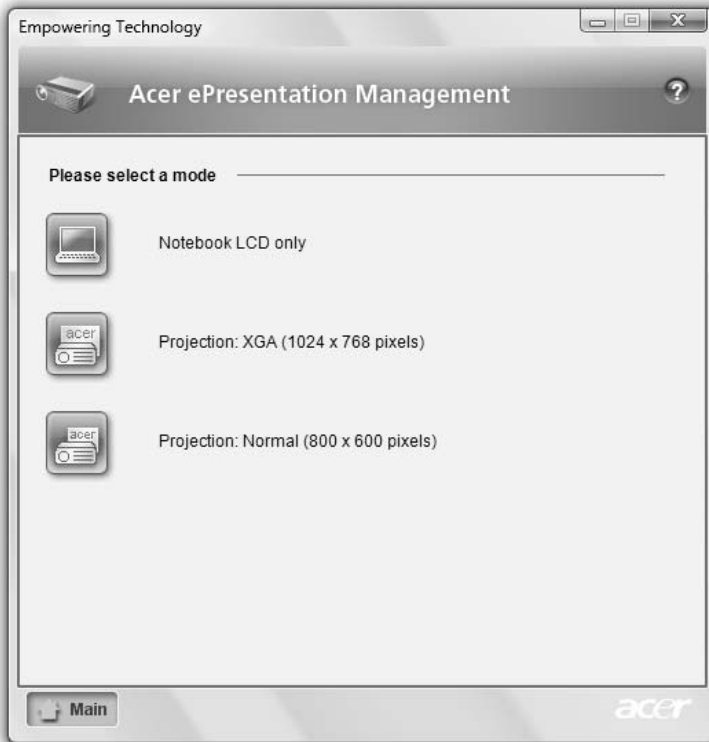 Empowering Technology
Acer ePresentation Management
?
Please select a mode
Notebook LCD only
acer
Projection: XGA (1024 x 768 pixels)
acer
Projection: Normal (800 x 600 pixels)
Main
acer